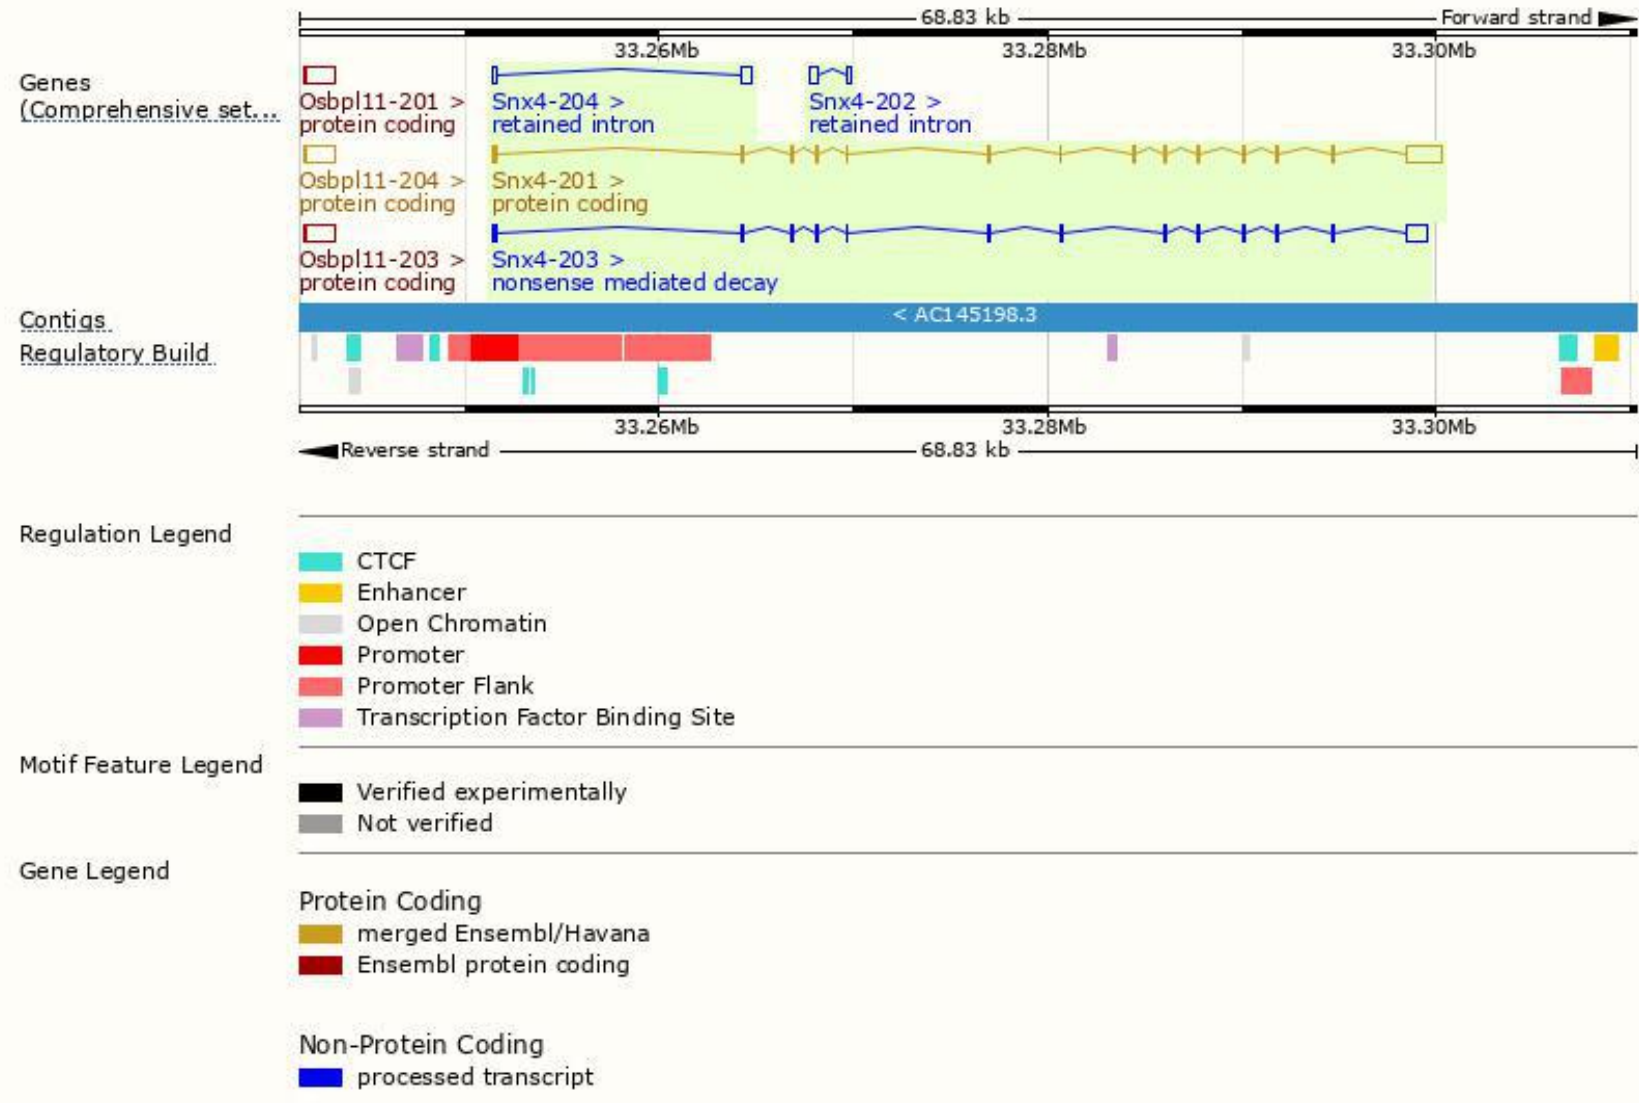 68.83 kb
Forward strand
33.26Mb 33.28Mb 33.30Mb
Genes
(Comprehensive set...
Osbpl11-201 >
protein coding
Snx4-204 >
retained intron
Snx4-202 >
retained intron
Osbpl11-204 >
protein coding
Snx4-201 >
protein coding
Osbpl11-203 >
protein coding
Snx4-203 >
nonsense mediated decay
Contigs
< AC145198.3
Regulatory Build
33.26Mb 33.28Mb 33.30Mb
Reverse strand
68.83 kb
Regulation Legend
CTCF
Enhancer
Open Chromatin
Promoter
Promoter Flank
Transcription Factor Binding Site
Motif Feature Legend
Verified experimentally
Not verified
Gene Legend
Protein Coding
merged Ensembl/Havana
Ensembl protein coding
Non-Protein Coding
processed transcript